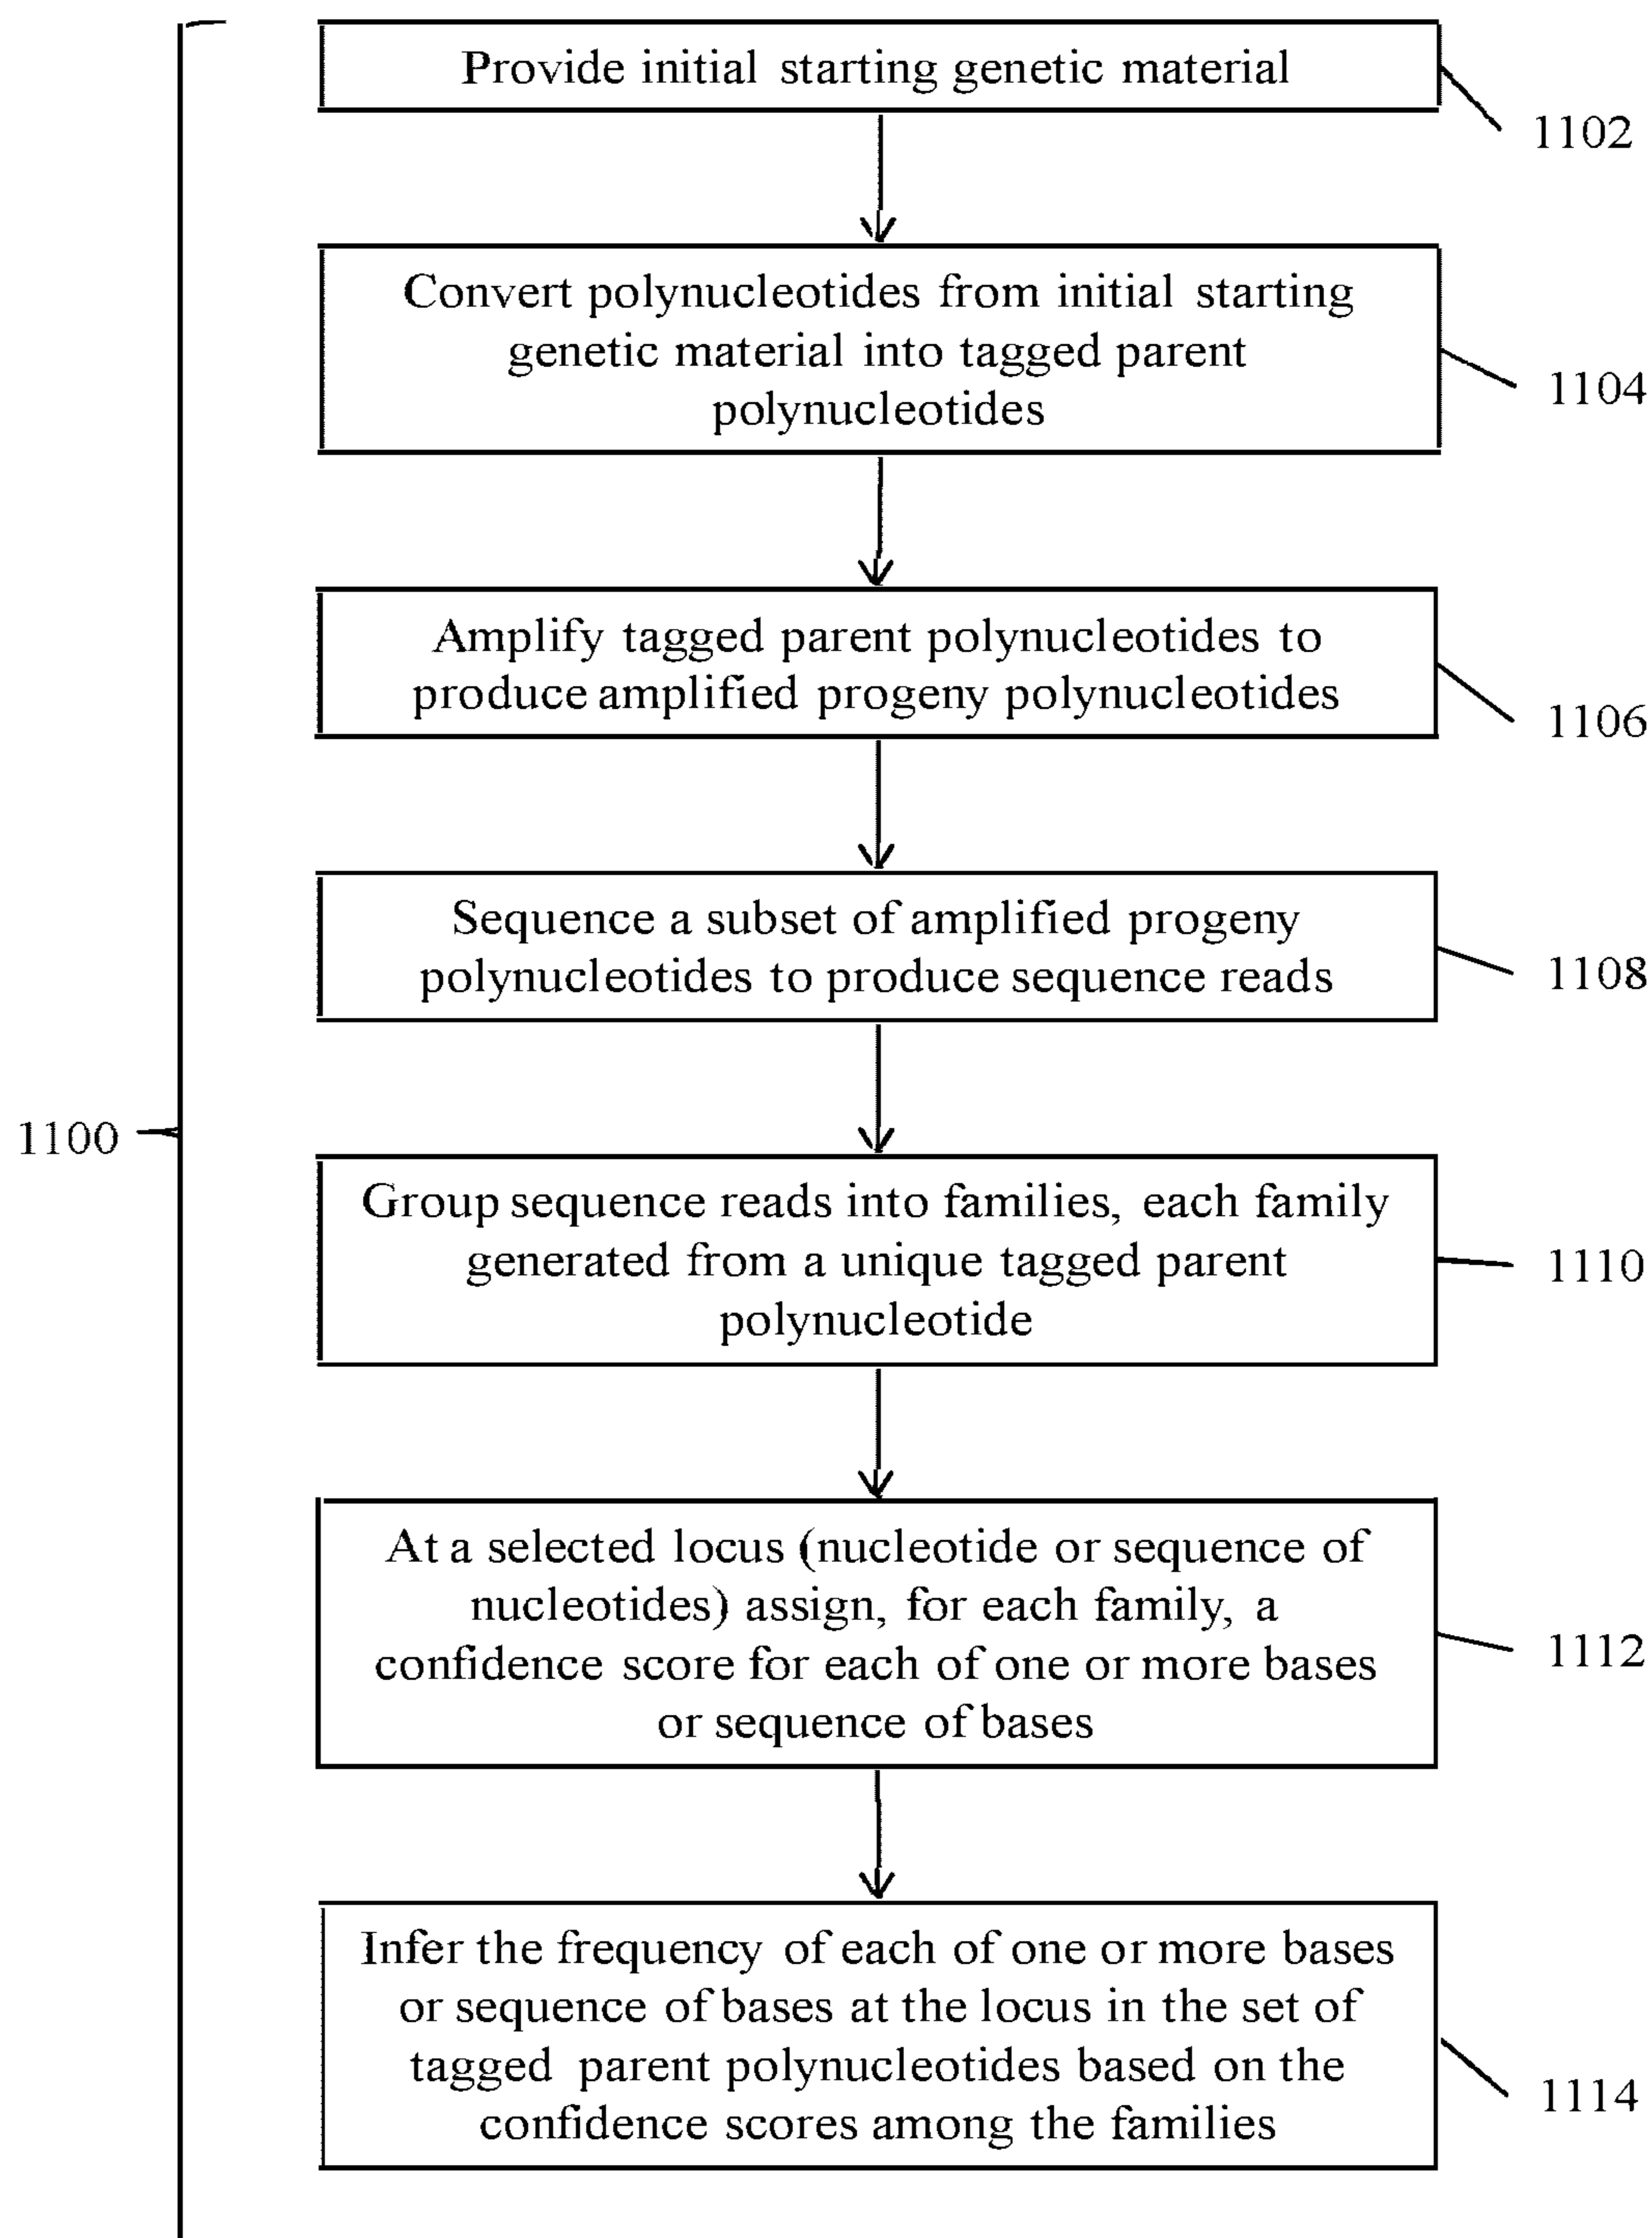 Provide initial starting genetic material
1102
Convert polynucleotides from initial starting
genetic material into tagged parent
polynucleotides
1104
Amplify tagged parent polynucleotides to
produce amplified progeny polynucleotides
1106
Sequence a subset of amplified progeny
polynucleotides to produce sequence reads
1108
1100
Group sequence reads into families, each family
generated from a unique tagged parent
polynucleotide
1110
At a selected locus (nucleotide or sequence of
nucleotides) assign, for each family, a
confidence score for each of one or more bases
or sequence of bases
1112
Infer the frequency of each of one or more bases
or sequence of bases at the locus in the set of
tagged parent polynucleotides based on the
confidence scores among the families
1114